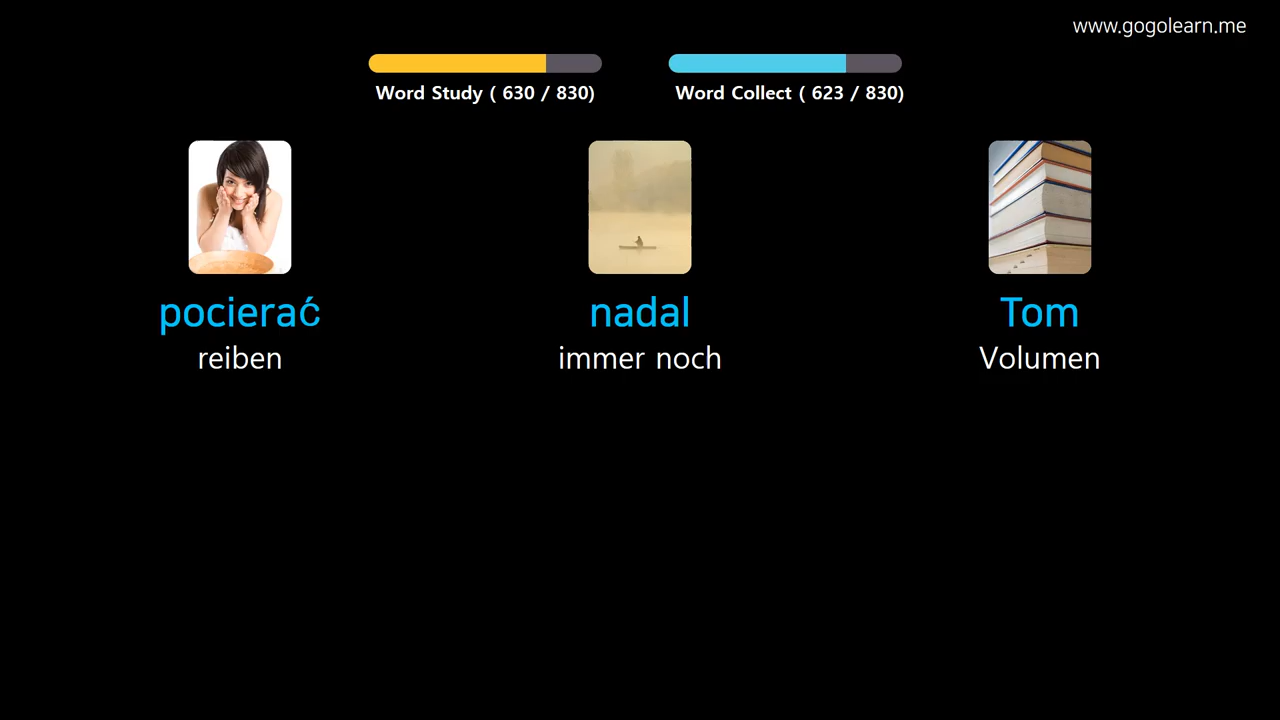 www.gogolearn.me
Word Study ( 630 / 830)
Word Collect ( 623 / 830)
pocierać
nadal
Tom
reiben
immer noch
Volumen